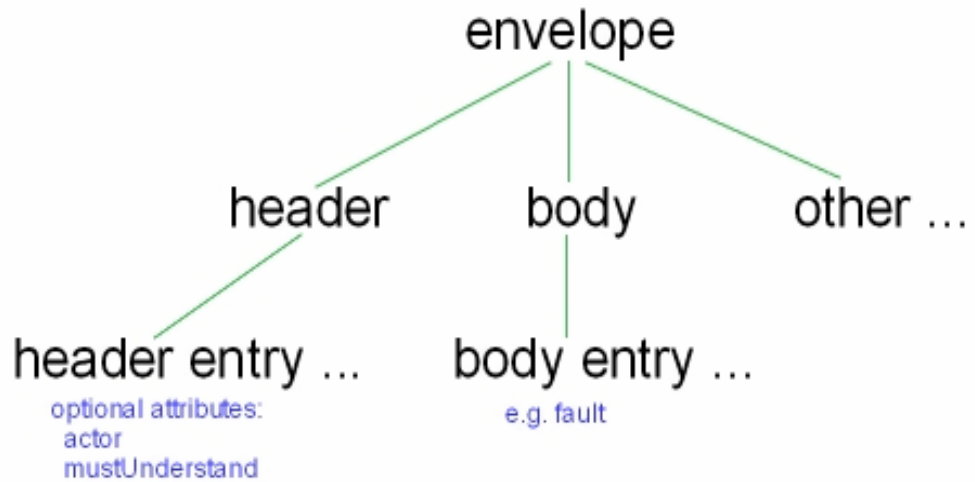 envelope
header body other ...
header entry ... body entry ...
optional attributes: e.g. fault
actor
mustUnderstand